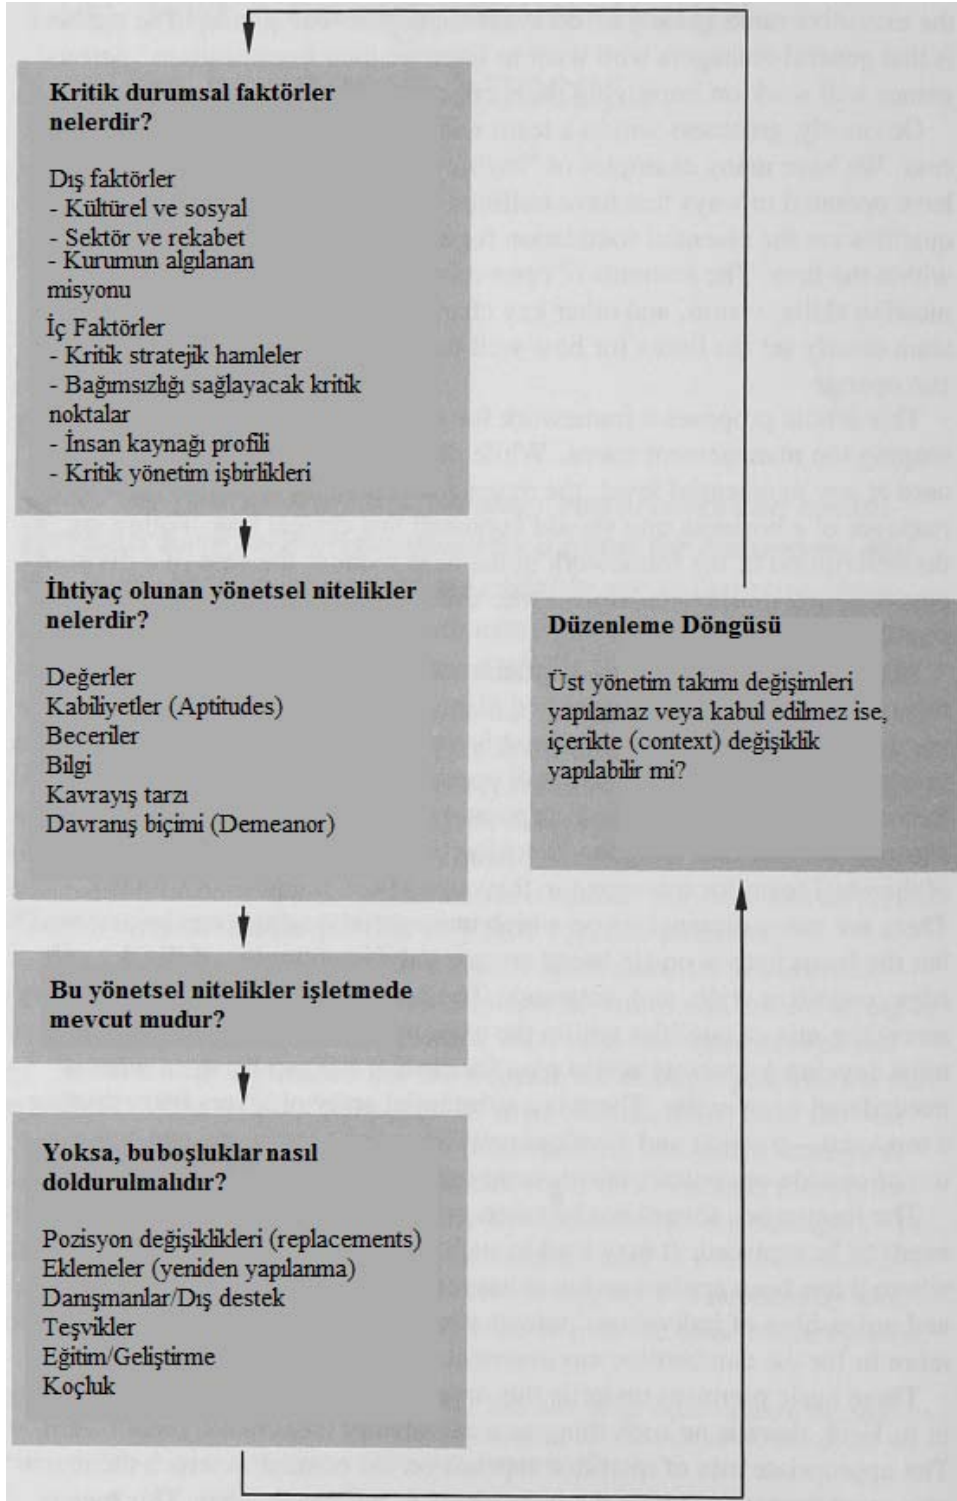 Kritik durumsal faktörler
nelerdir?
Dış faktörler
- Kültürel ve sosyal
- Sektör ve rekabet
- Kurumun algılanan
misyonu
İç Faktörler
- Kritik stratejik hamleler
- Bağımsızlığı sağlayacak kritik
noktalar
- İnsan kaynağı profili
- Kritik yönetim işbirlikleri
İhtiyaç olunan yönetsel nitelikler
nelerdir?
Değerler
Kabiliyetler (Aptitudes)
Beceriler
Bilgi
Kavrayış tarzı
Davranış biçimi (Demeanor)
Bu yönetsel nitelikler işletmede
mevcut mudur?
Yoksa, bu boşluklar nasıl
doldurulmalıdır?
Pozisyon değişiklikleri (replacements)
Eklemeler (yeniden yapılanma)
Danışmanlar/Dış destek
Teşvikler
Eğitim/Geliştirme
Koçluk
Düzenleme Döngüsü
Üst yönetim takımı değişimleri
yapılamaz veya kabul edilmez ise,
içerikte (context) değişiklik
yapılabilir mi?